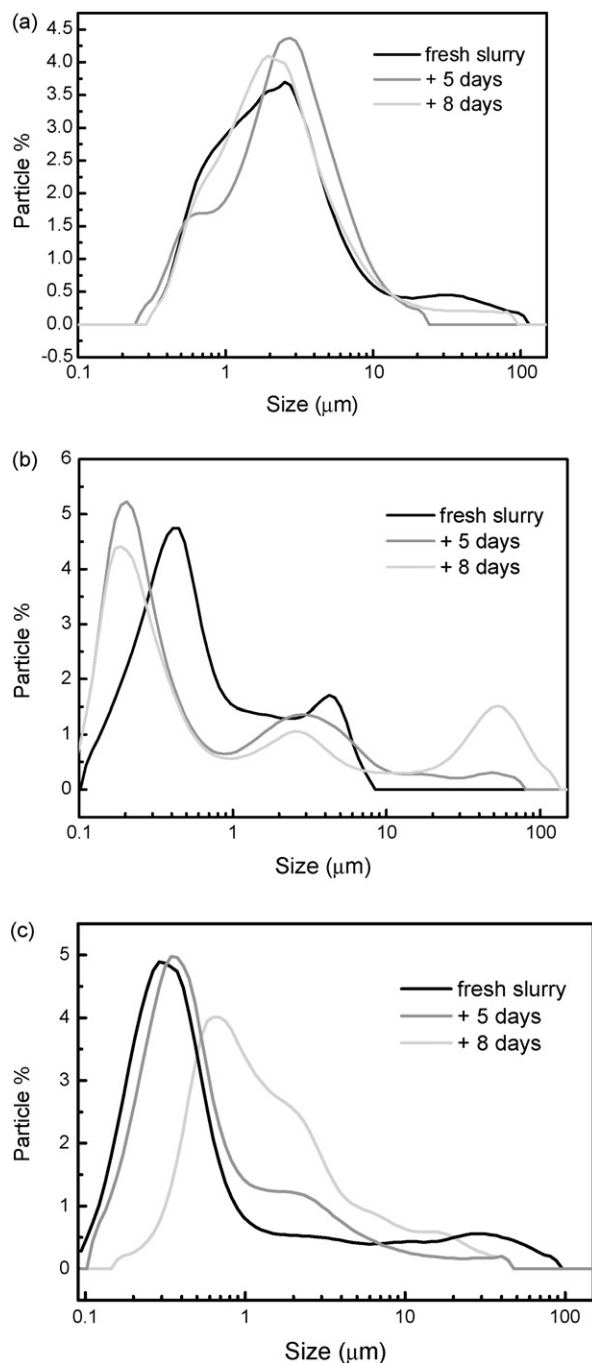 (a)
fresh slurry
+ 5 days
+ 8 days
Particle %
4.5
4.0
3.5
3.0
2.5
2.0
1.5
1.0
0.5
0.0
-0.5
0.1
1
10
100
Size (μm)
(b)
fresh slurry
+ 5 days
+ 8 days
Particle %
6
5
4
3
2
1
0
0.1
1
10
100
Size (μm)
(c)
fresh slurry
+ 5 days
+ 8 days
Particle %
5
4
3
2
1
0
0.1
1
10
100
Size (μm)